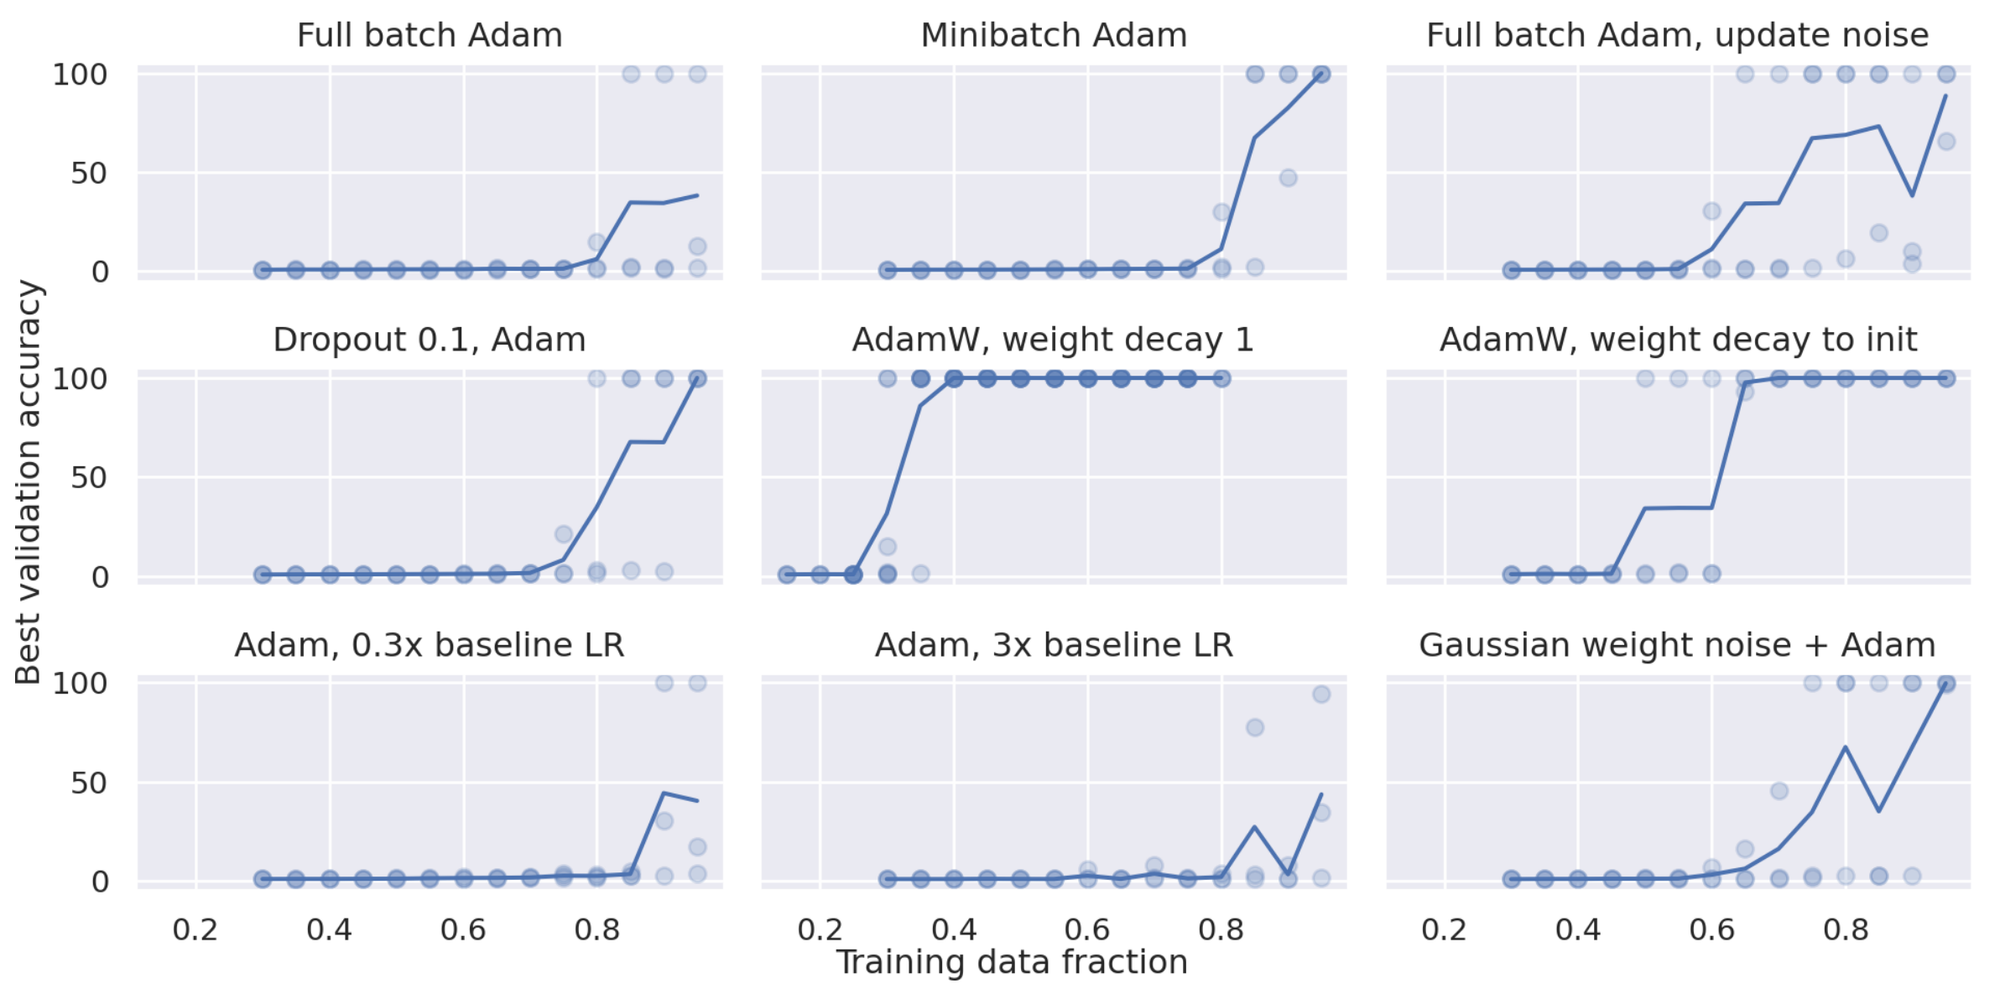 Full batch Adam
Minibatch Adam
Full batch Adam, update noise
100
50
0
Dropout 0.1, Adam
AdamW, weight decay 1
AdamW, weight decay to init
100
50
0
Adam, 0.3x baseline LR
Adam, 3x baseline LR
Gaussian weight noise + Adam
100
50
0
0.2 0.4 0.6 0.8
0.2 0.4 0.6 0.8
0.2 0.4 0.6 0.8
Best validation accuracy
Training data fraction